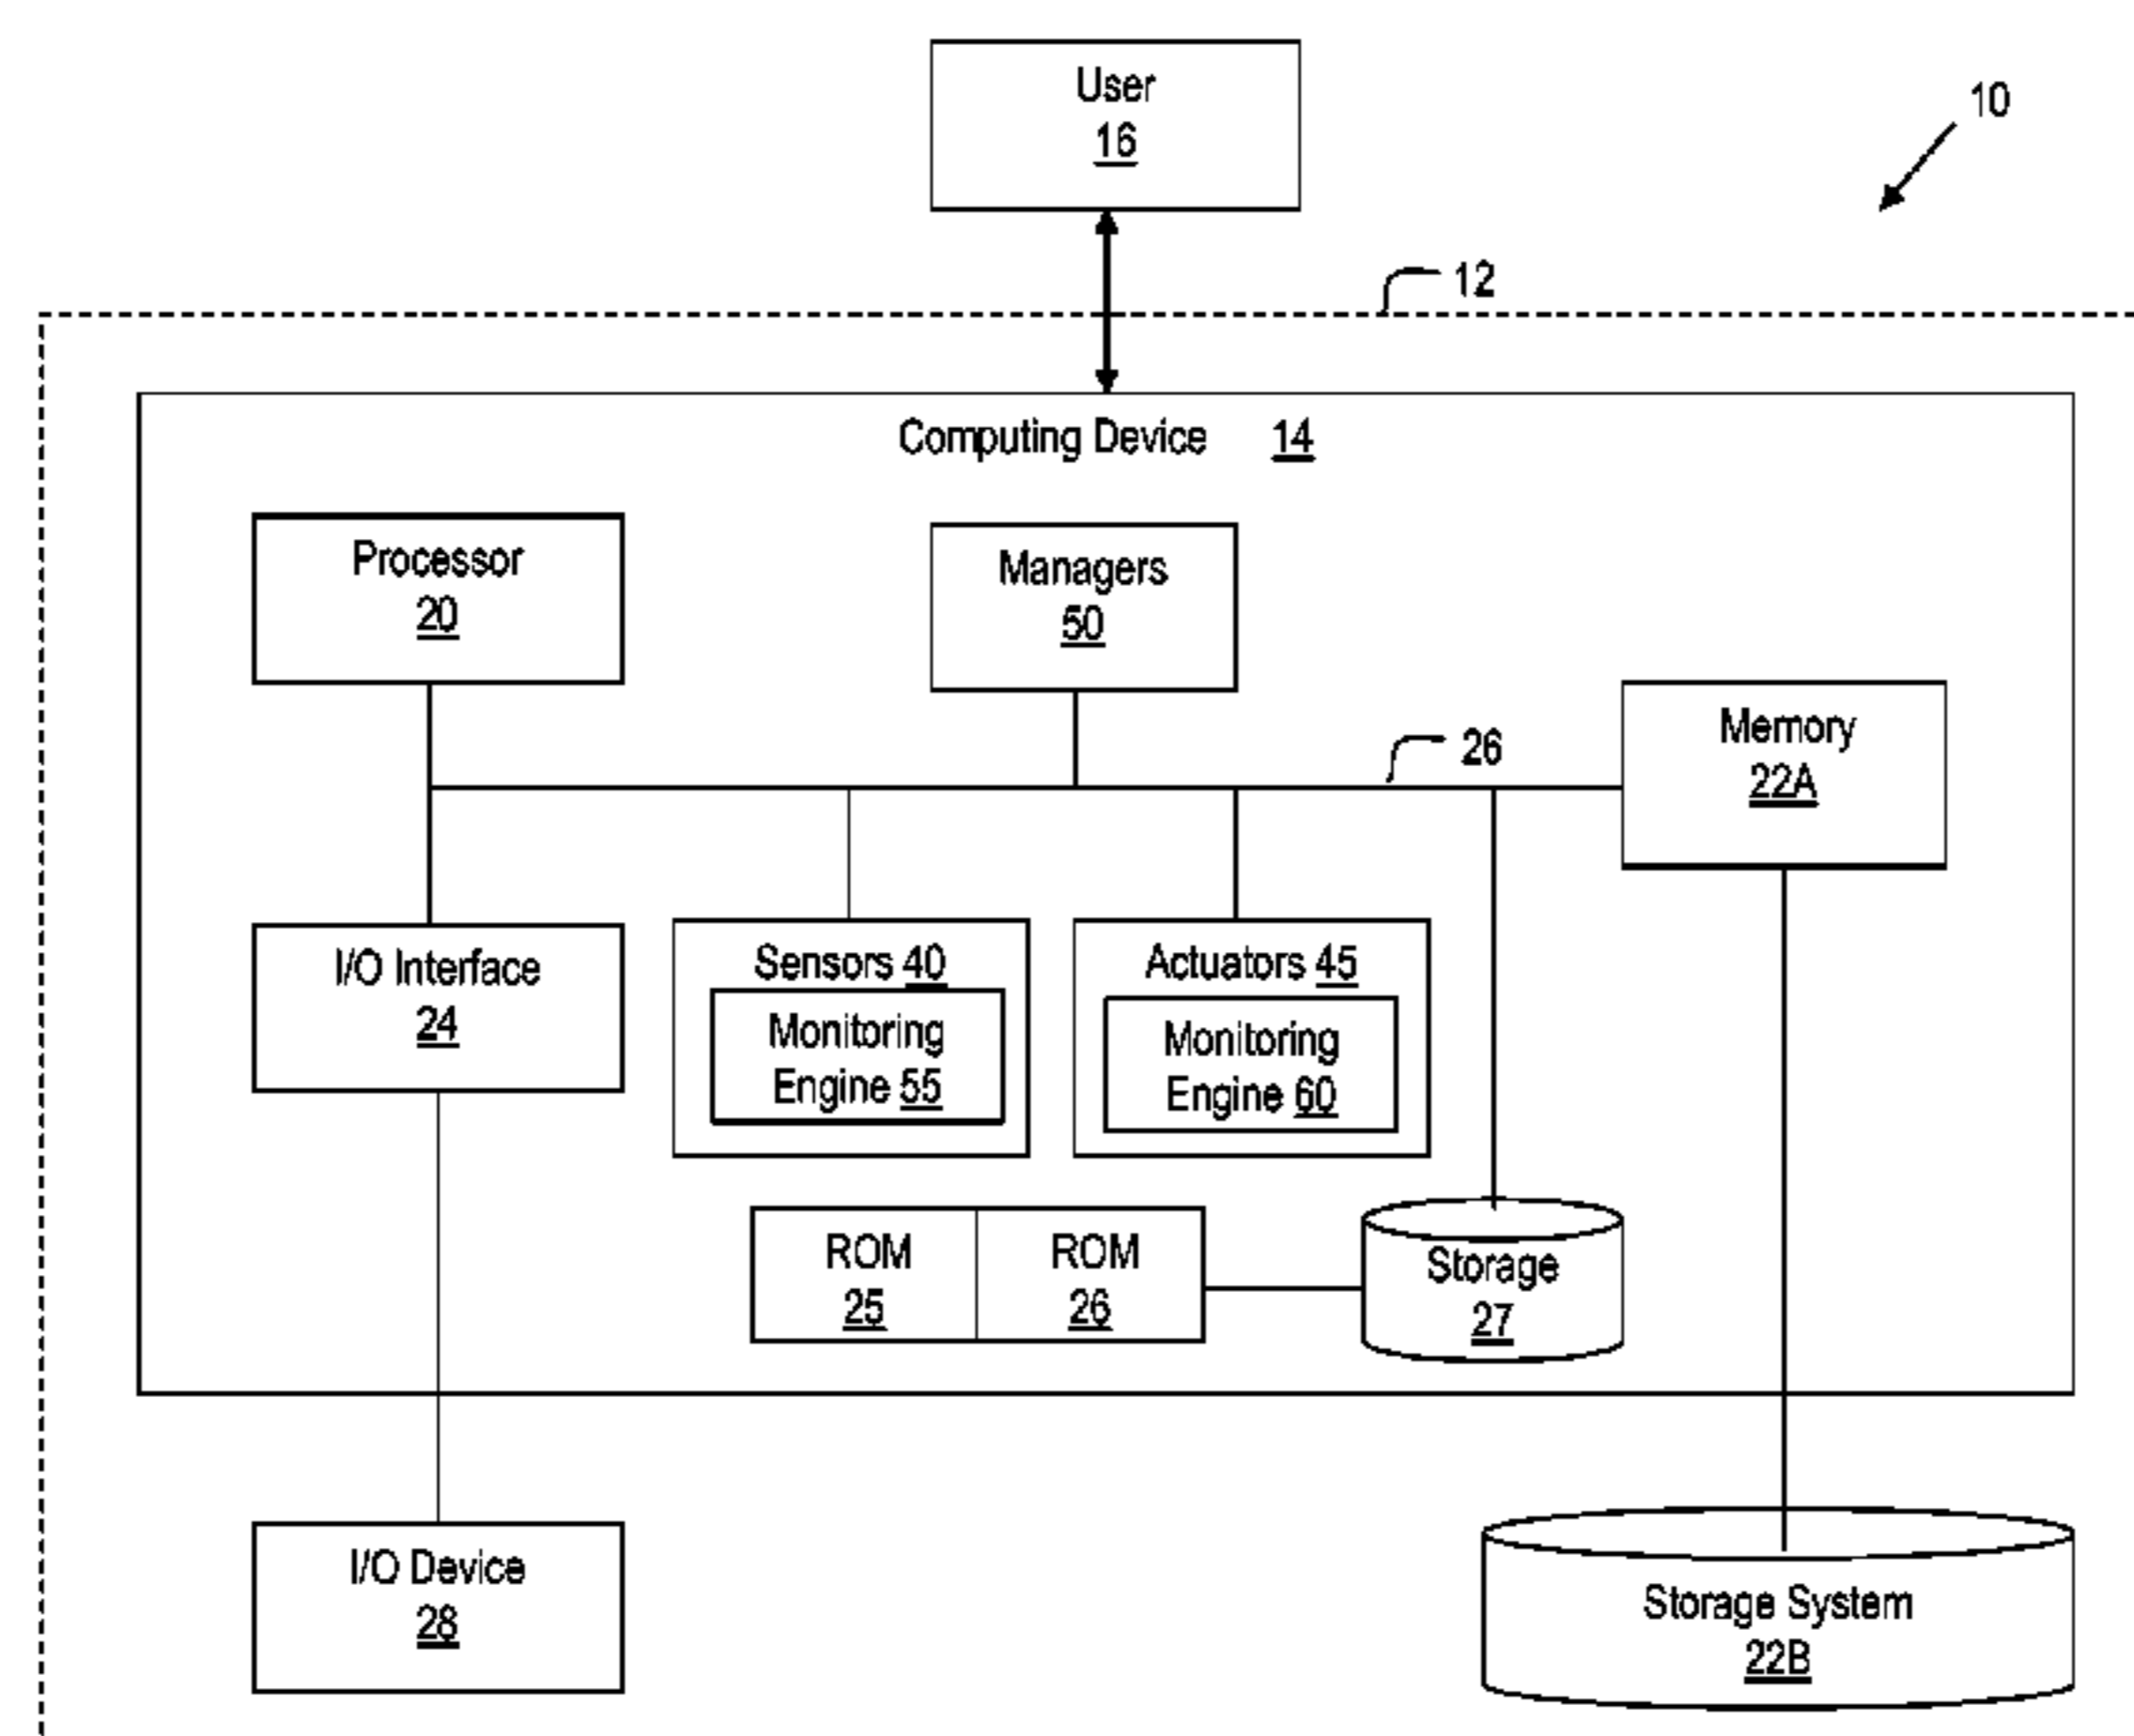 User
16
10
12
Computing Device 14
Processor
20
Managers
50
26
Memory
22A
I/O Interface
24
Sensors 40
Monitoring
Engine 55
Actuators 45
Monitoring
Engine 60
ROM
25
ROM
26
Storage
27
I/O Device
28
Storage System
22B